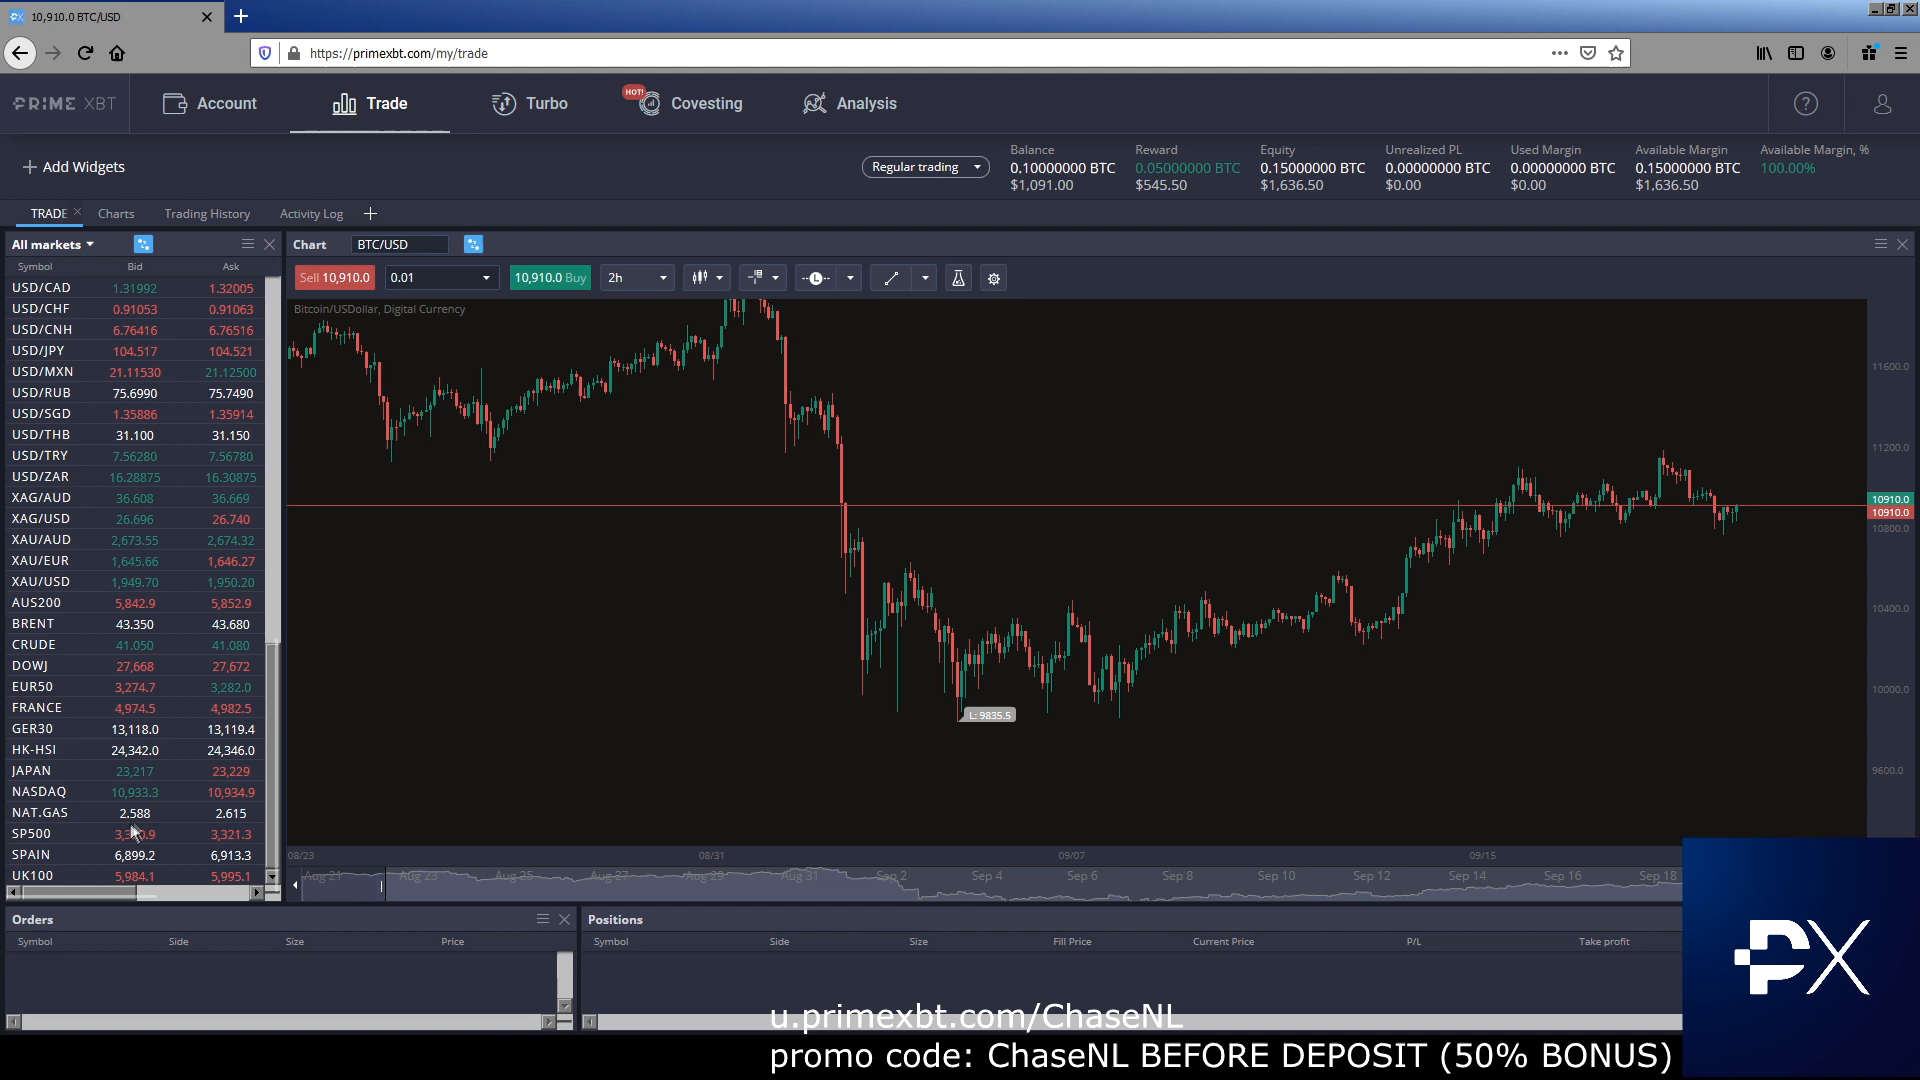 10,910.0 BTC/USD
https://primexbt.com/my/trade
PRIME XBT
Account
Trade
Turbo
HOT!
Covesting
Analysis
Add Widgets
Regular trading
Balance
0.10000000 BTC
$1,091.00
Reward
0.05000000 BTC
$545.50
Equity
0.15000000 BTC
$1,636.50
Unrealized PL
0.00000000 BTC
$0.00
Used Margin
0.00000000 BTC
$0.00
Available Margin
0.15000000 BTC
$1,636.50
Available Margin, %
100.00%
TRADE
Charts
Trading History
Activity Log
All markets
Symbol Bid Ask
USD/CAD 1.31992 1.32005
USD/CHF 0.91053 0.91063
USD/CNH 6.76416 6.76516
USD/JPY 104.517 104.521
USD/MXN 21.11530 21.12500
USD/RUB 75.6990 75.7490
USD/SGD 1.35886 1.35914
USD/THB 31.100 31.150
USD/TRY 7.56280 7.56780
USD/ZAR 16.28875 16.30875
XAG/AUD 36.608 36.669
XAG/USD 26.696 26.740
XAU/AUD 2,673.55 2,674.32
XAU/EUR 1,645.66 1,646.27
XAU/USD 1,949.70 1,950.20
AUS200 5,842.9 5,852.9
BRENT 43.350 43.680
CRUDE 41.050 41.080
DOWJ 27,668 27,672
EUR50 3,274.7 3,282.0
FRANCE 4,974.5 4,982.5
GER30 13,118.0 13,119.4
HK-HSI 24,342.0 24,346.0
JAPAN 23,217 23,229
NASDAQ 10,933.3 10,934.9
NAT.GAS 2.588 2.615
SP500 3,321.3
SPAIN 6,899.2 6,913.3
UK100 5,984.1 5,995.1
Chart BTC/USD
Sell 10,910.0 0.01 10,910.0 Buy 2h
Bitcoin/USDollar, Digital Currency
11600.0
11200.0
10910.0
10910.0
10800.0
10400.0
10000.0
9600.0
L: 9835.5
08/23 08/31 09/07 09/15
Aug 21 Aug 23 Aug 25 Aug 27 Aug 29 Aug 31 Sep 2 Sep 4 Sep 6 Sep 8 Sep 10 Sep 12 Sep 14 Sep 16 Sep 18
Orders
Symbol Side Size Price
Positions
Symbol Side Size Fill Price Current Price P/L Take profit
u.primexbt.com/ChaseNL
promo code: ChaseNL BEFORE DEPOSIT (50% BONUS)
PX